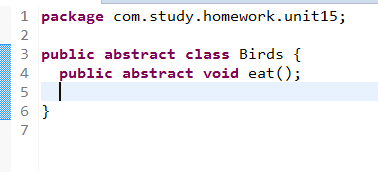 1 package com.study.homework.unit15;
2
3 public abstract class Birds {
4 public abstract void eat();
5
6 }
7